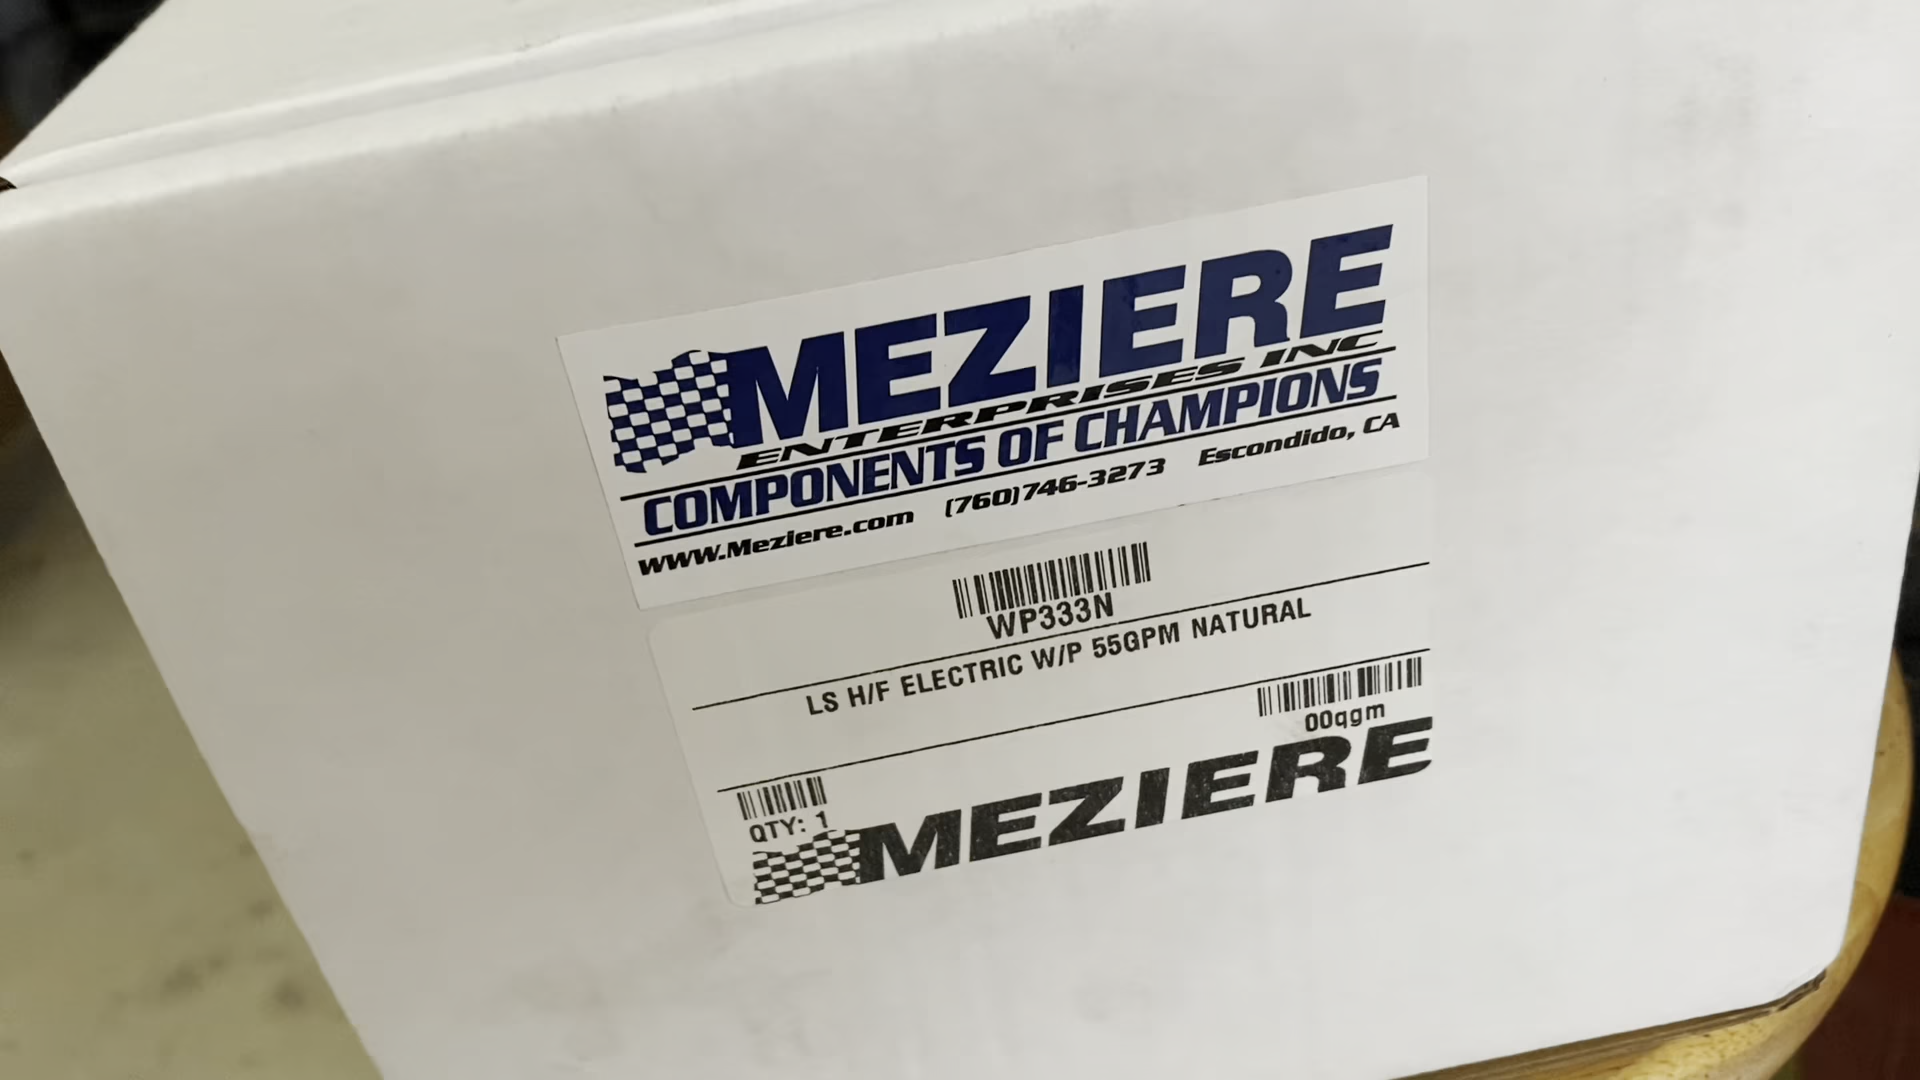 MEZIERE
ENTERPRISES INC
COMPONENTS OF CHAMPIONS
www.Meziere.com (760)746-3273 Escondido, CA
WP333N
LS H/F ELECTRIC W/P 55GPM NATURAL
00qgm
QTY: 1
MEZIERE